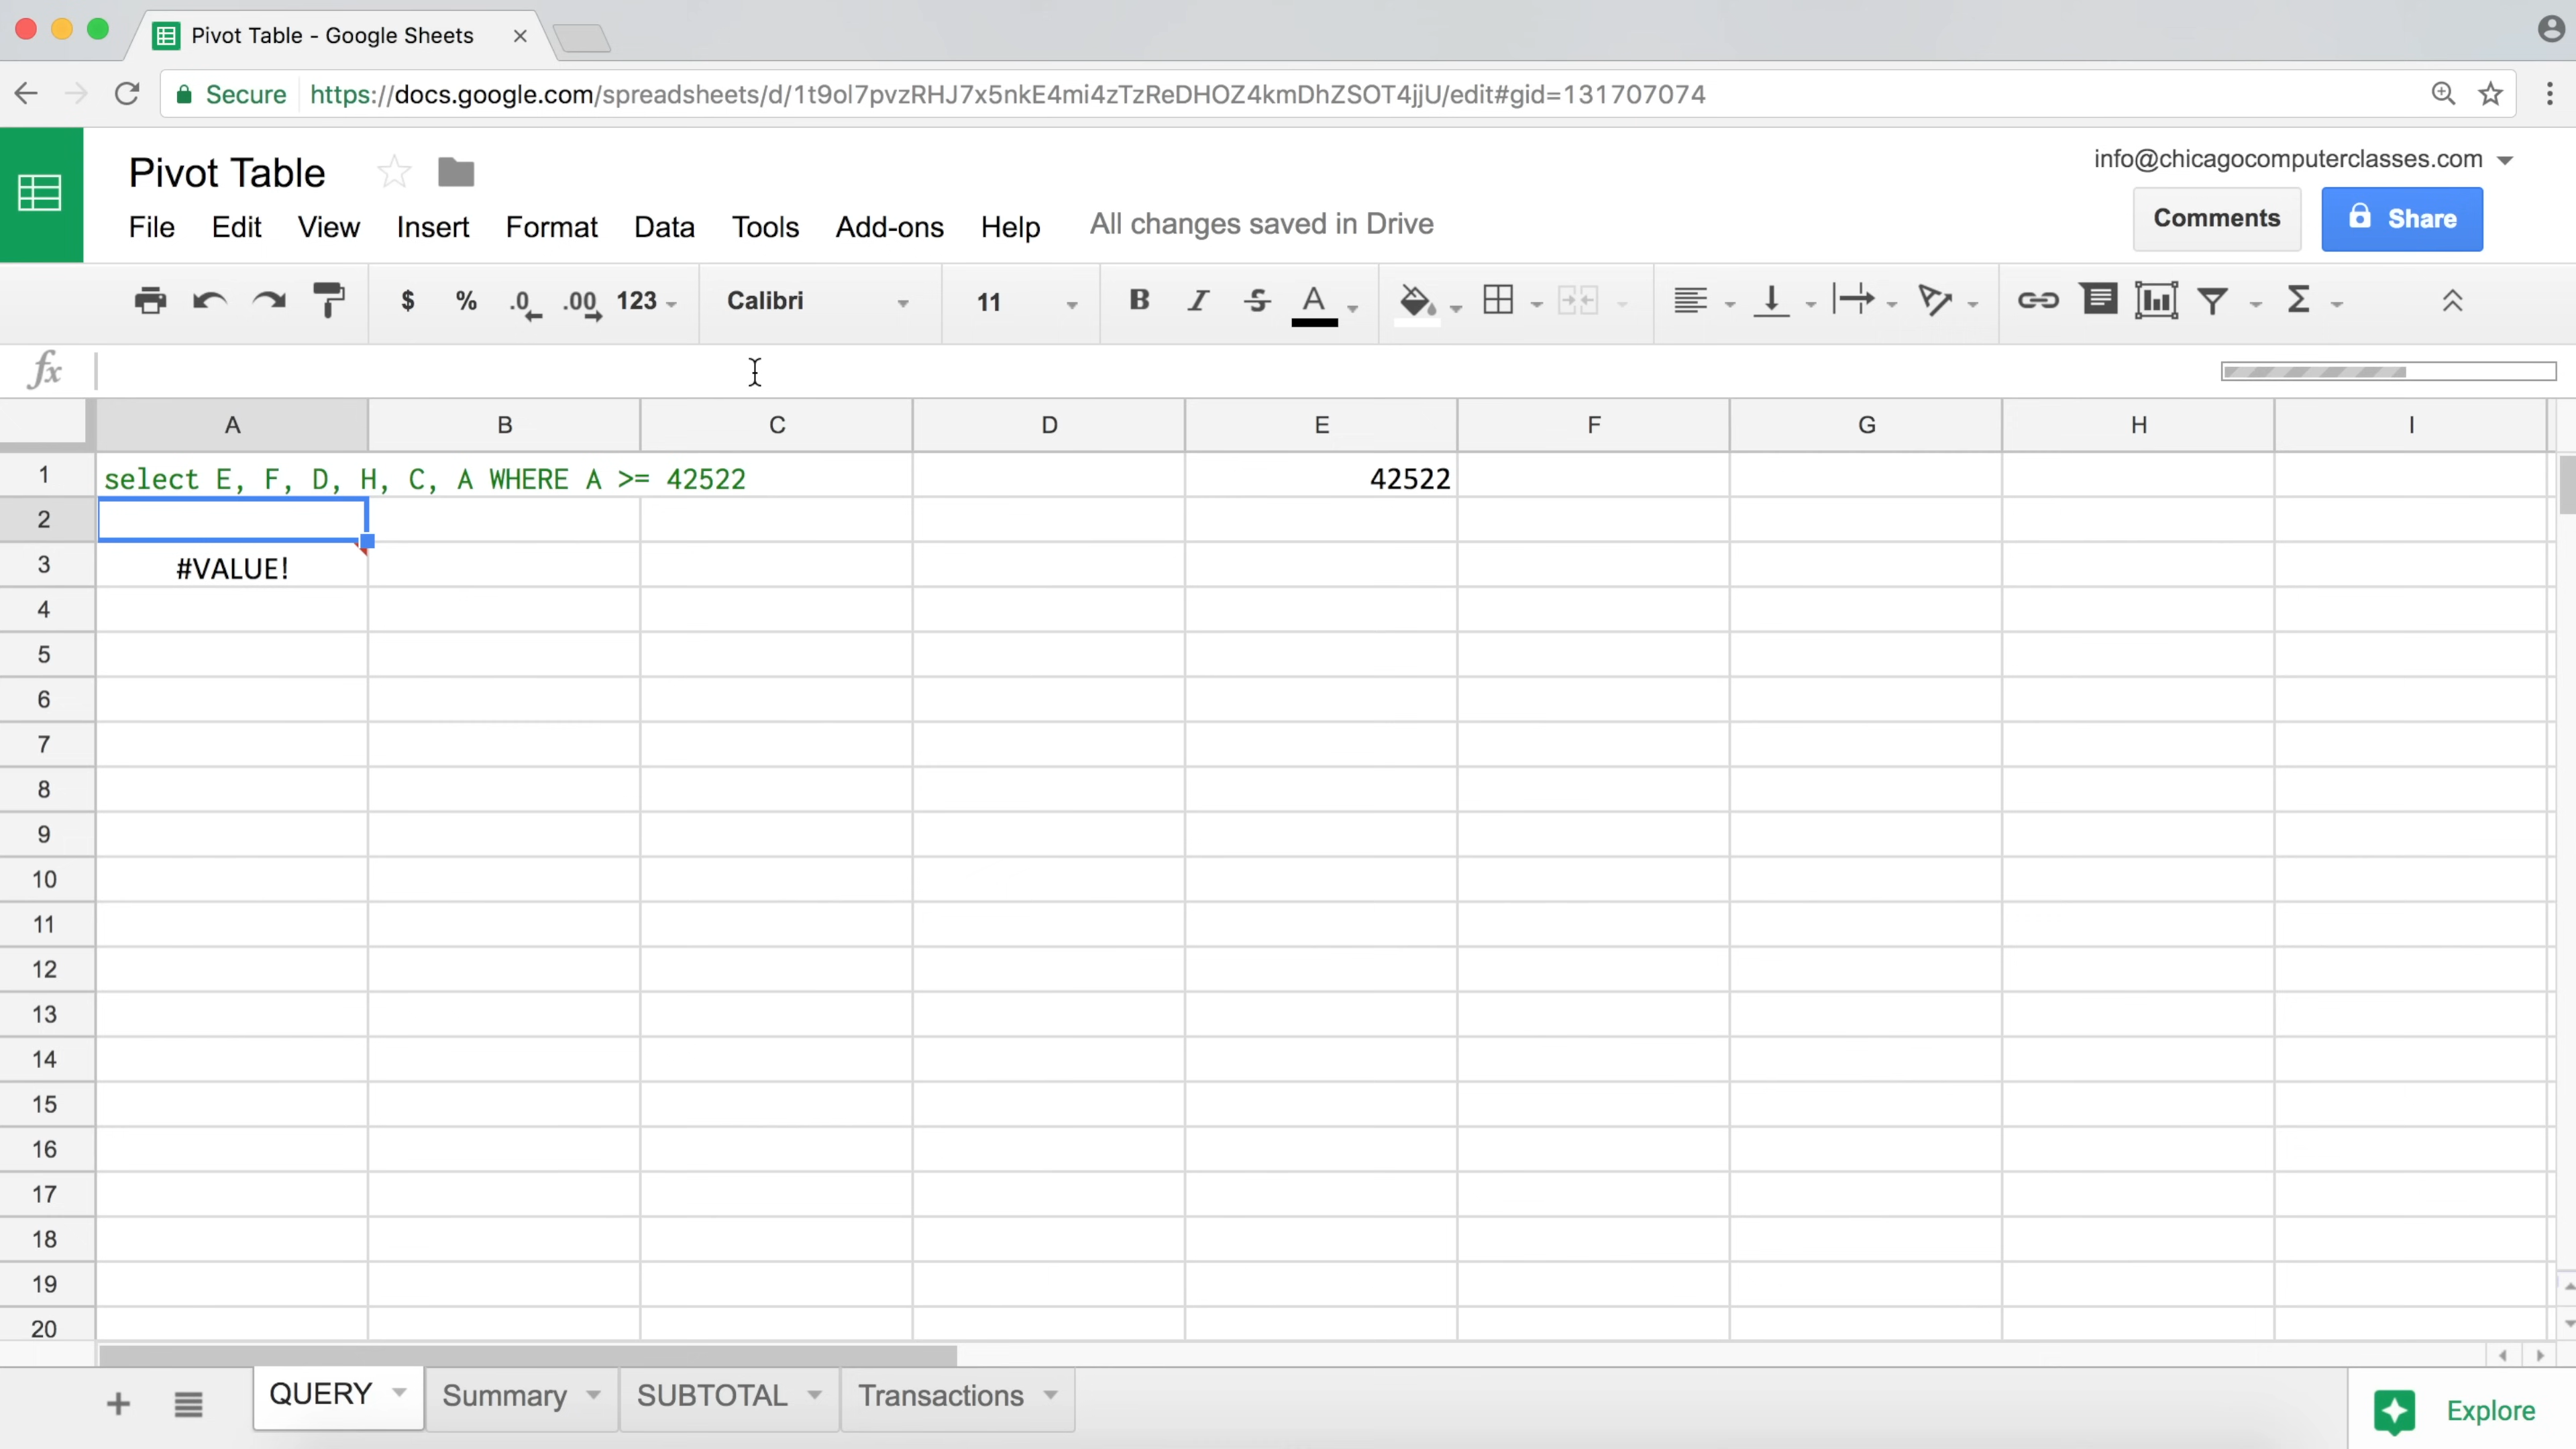 Pivot Table - Google Sheets
Secure https://docs.google.com/spreadsheets/d/1t9ol7pvzRHJ7x5nkE4mi4zTzReDHOZ4kmDhZSOT4jjU/edit#gid=131707074
Pivot Table
info@chicagocomputerclasses.com
File Edit View Insert Format Data Tools Add-ons Help All changes saved in Drive
Comments Share
$ % .0 .00 123 Calibri 11 B I S A
fx
A B C D E F G H I
1 select E, F, D, H, C, A WHERE A >= 42522 42522
2
3 #VALUE!
4
5
6
7
8
9
10
11
12
13
14
15
16
17
18
19
20
QUERY Summary SUBTOTAL Transactions Explore